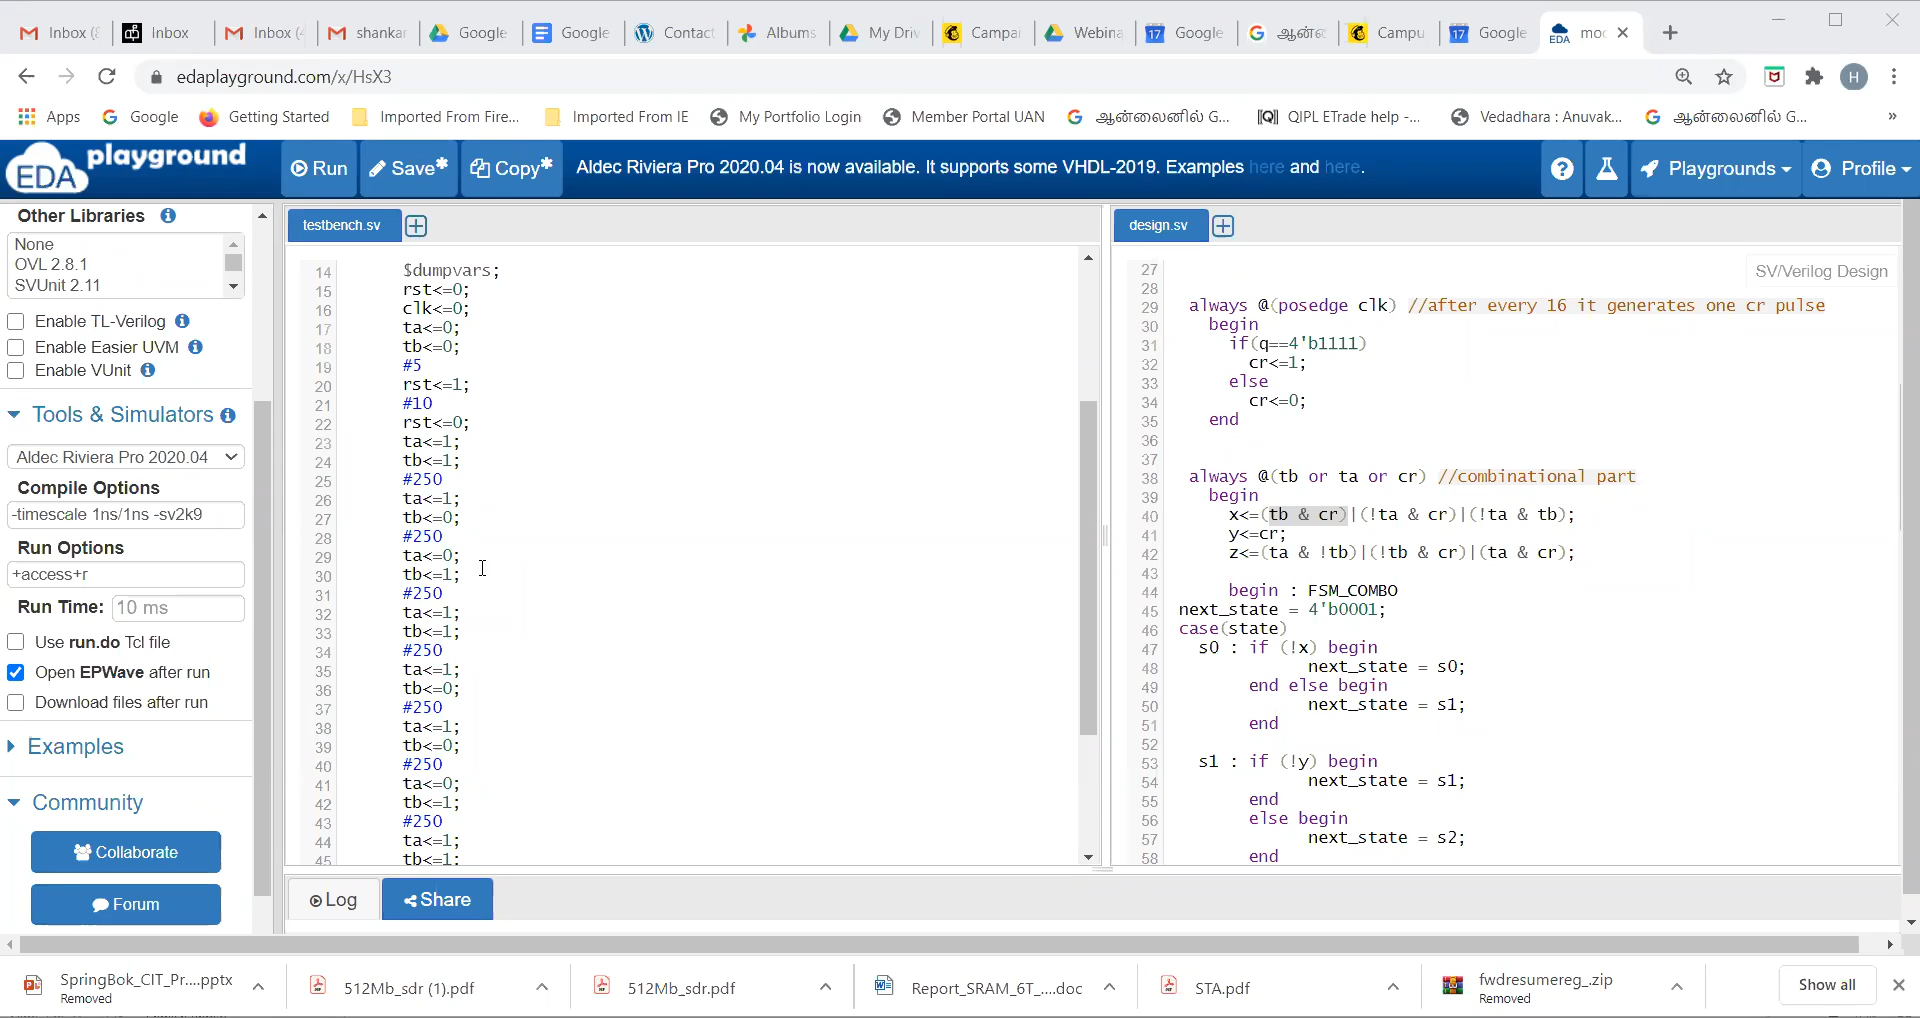 Inbox (8
Inbox
Inbox (4
shankar
Google
Google
Contact
Albums
My Driv
Campai
Webina
Google
ஆன்லை
Campu
Google
moc
edaplayground.com/x/HsX3
Apps
Google
Getting Started
Imported From Fire...
Imported From IE
My Portfolio Login
Member Portal UAN
ஆன்லைனில் G...
QIPL ETrade help -...
Vedadhara : Anuvak...
ஆன்லைனில் G...
»
EDA playground
Run
Save*
Copy*
Aldec Riviera Pro 2020.04 is now available. It supports some VHDL-2019. Examples here and here.
Playgrounds
Profile
Other Libraries
None
OVL 2.8.1
SVUnit 2.11
Enable TL-Verilog
Enable Easier UVM
Enable VUnit
Tools & Simulators
Aldec Riviera Pro 2020.04
Compile Options
-timescale 1ns/1ns -sv2k9
Run Options
+access+r
Run Time: 10 ms
Use run.do Tcl file
Open EPWave after run
Download files after run
Examples
Community
Collaborate
Forum
testbench.sv
14 $dumpvars;
15 rst<=0;
16 clk<=0;
17 ta<=0;
18 tb<=0;
19 #5
20 rst<=1;
21 #10
22 rst<=0;
23 ta<=1;
24 tb<=1;
25 #250
26 ta<=1;
27 tb<=0;
28 #250
29 ta<=0;
30 tb<=1;
31 #250
32 ta<=1;
33 tb<=1;
34 #250
35 ta<=1;
36 tb<=0;
37 #250
38 ta<=1;
39 tb<=0;
40 #250
41 ta<=0;
42 tb<=1;
43 #250
44 ta<=1;
45 tb<=1;
design.sv
SV/Verilog Design
27
28
29 always @(posedge clk) //after every 16 it generates one cr pulse
30 begin
31 if(q==4'b1111)
32 cr<=1;
33 else
34 cr<=0;
35 end
36
37
38 always @(tb or ta or cr) //combinational part
39 begin
40 x<=(tb & cr)|(!ta & cr)|(!ta & tb);
41 y<=cr;
42 z<=(ta & !tb)|(!tb & cr)|(ta & cr);
43
44 begin : FSM_COMBO
45 next_state = 4'b0001;
46 case(state)
47 s0 : if (!x) begin
48 next_state = s0;
49 end else begin
50 next_state = s1;
51 end
52
53 s1 : if (!y) begin
54 next_state = s1;
55 end
56 else begin
57 next_state = s2;
58 end
Log
Share
SpringBok_CIT_Pr....pptx
Removed
512Mb_sdr (1).pdf
512Mb_sdr.pdf
Report_SRAM_6T_....doc
STA.pdf
fwdresumereg_.zip
Removed
Show all